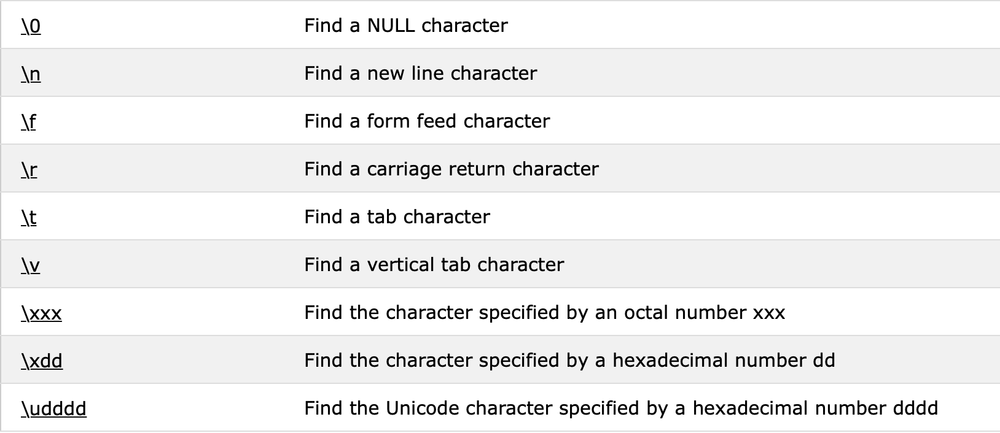 \0 Find a NULL character
\n Find a new line character
\f Find a form feed character
\r Find a carriage return character
\t Find a tab character
\v Find a vertical tab character
\xxx Find the character specified by an octal number xxx
\xdd Find the character specified by a hexadecimal number dd
\udddd Find the Unicode character specified by a hexadecimal number dddd